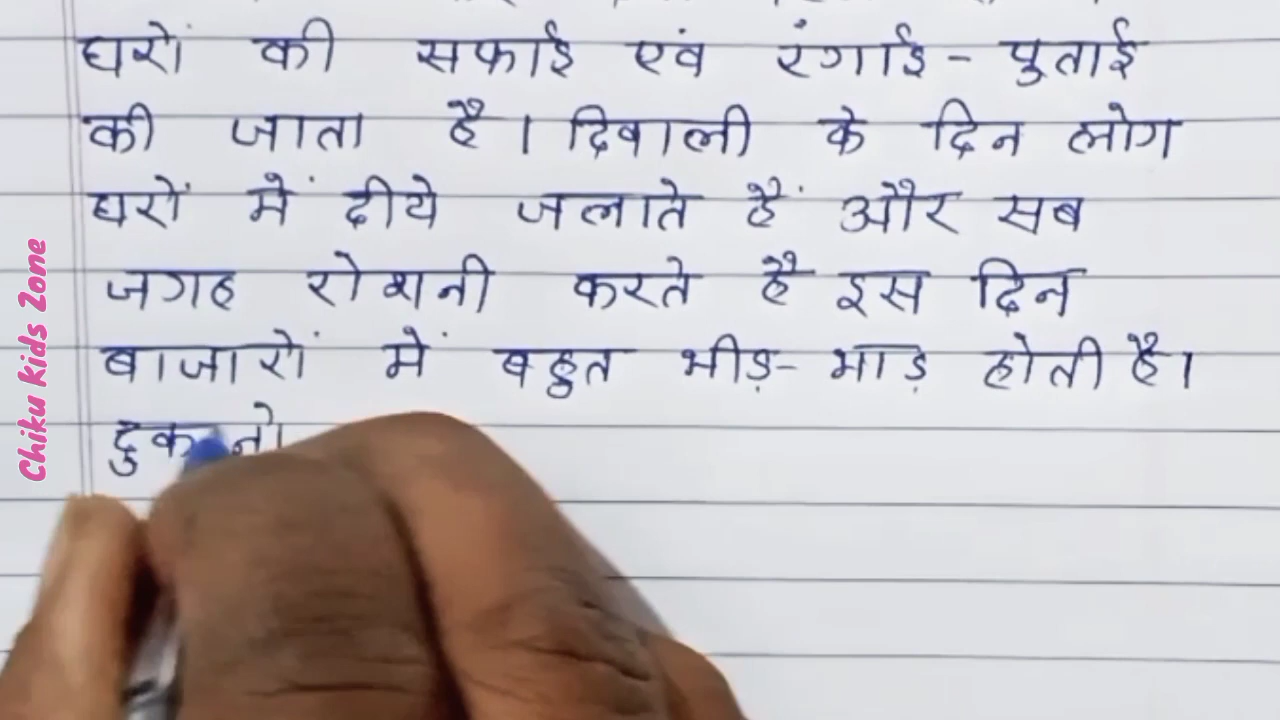 घरों की सफाई एवं रंगाई - पुताई
की जाता है । दिवाली के दिन लोग
घरों में दीये जलाते हैं और सब
जगह रोशनी करते है इस दिन
बाजारों में बहुत भीड़- भाड़ होती है।
Chiku Kids Zone